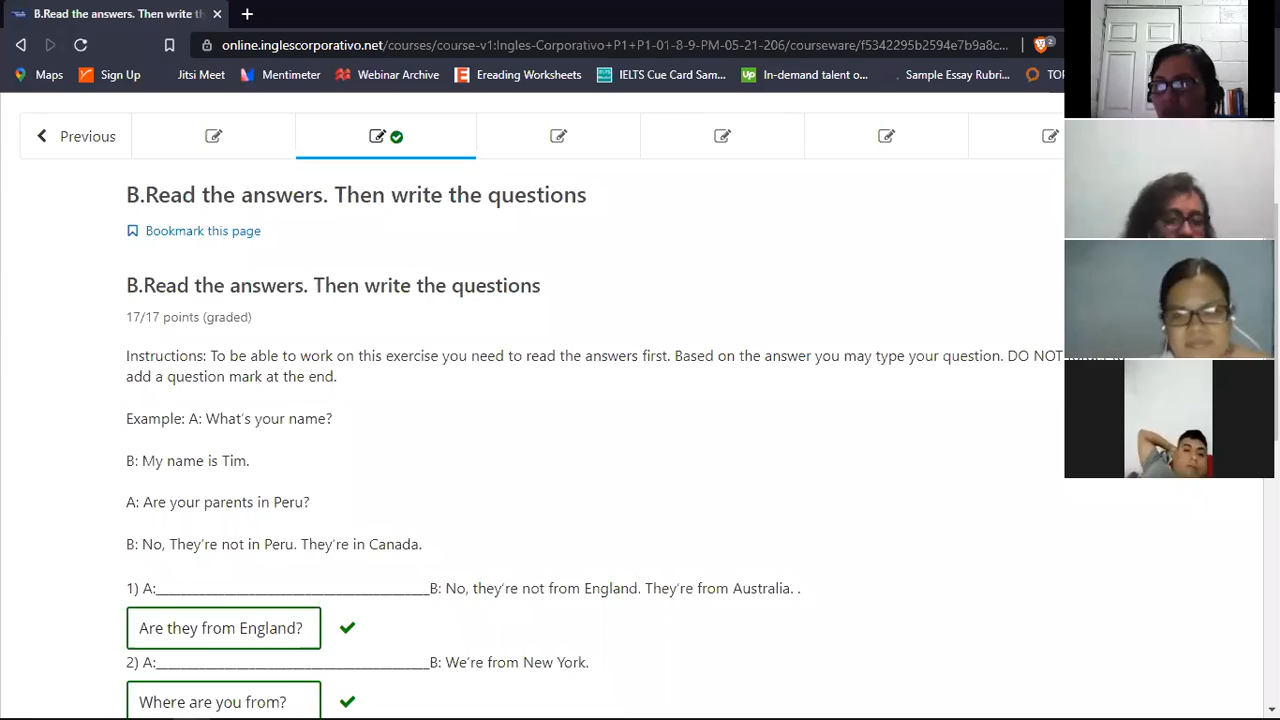 B.Read the answers. Then write th
online.inglescorporativo.net/courses/course-v1:Ingles-Corporativo+P1+P1-01-8-9-PM-05-21-206/courseware/f5342295b2594e7b9a8c...
2
Maps Sign Up Jitsi Meet Mentimeter Webinar Archive Ereading Worksheets IELTS Cue Card Sam... In-demand talent o... Sample Essay Rubri...
Previous
B.Read the answers. Then write the questions
Bookmark this page
B.Read the answers. Then write the questions
17/17 points (graded)
Instructions: To be able to work on this exercise you need to read the answers first. Based on the answer you may type your question. DO NOT
add a question mark at the end.
Example: A: What's your name?
B: My name is Tim.
A: Are your parents in Peru?
B: No, They're not in Peru. They're in Canada.
1) A:________________________________________B: No, they're not from England. They're from Australia. .
Are they from England?
2) A:________________________________________B: We're from New York.
Where are you from?